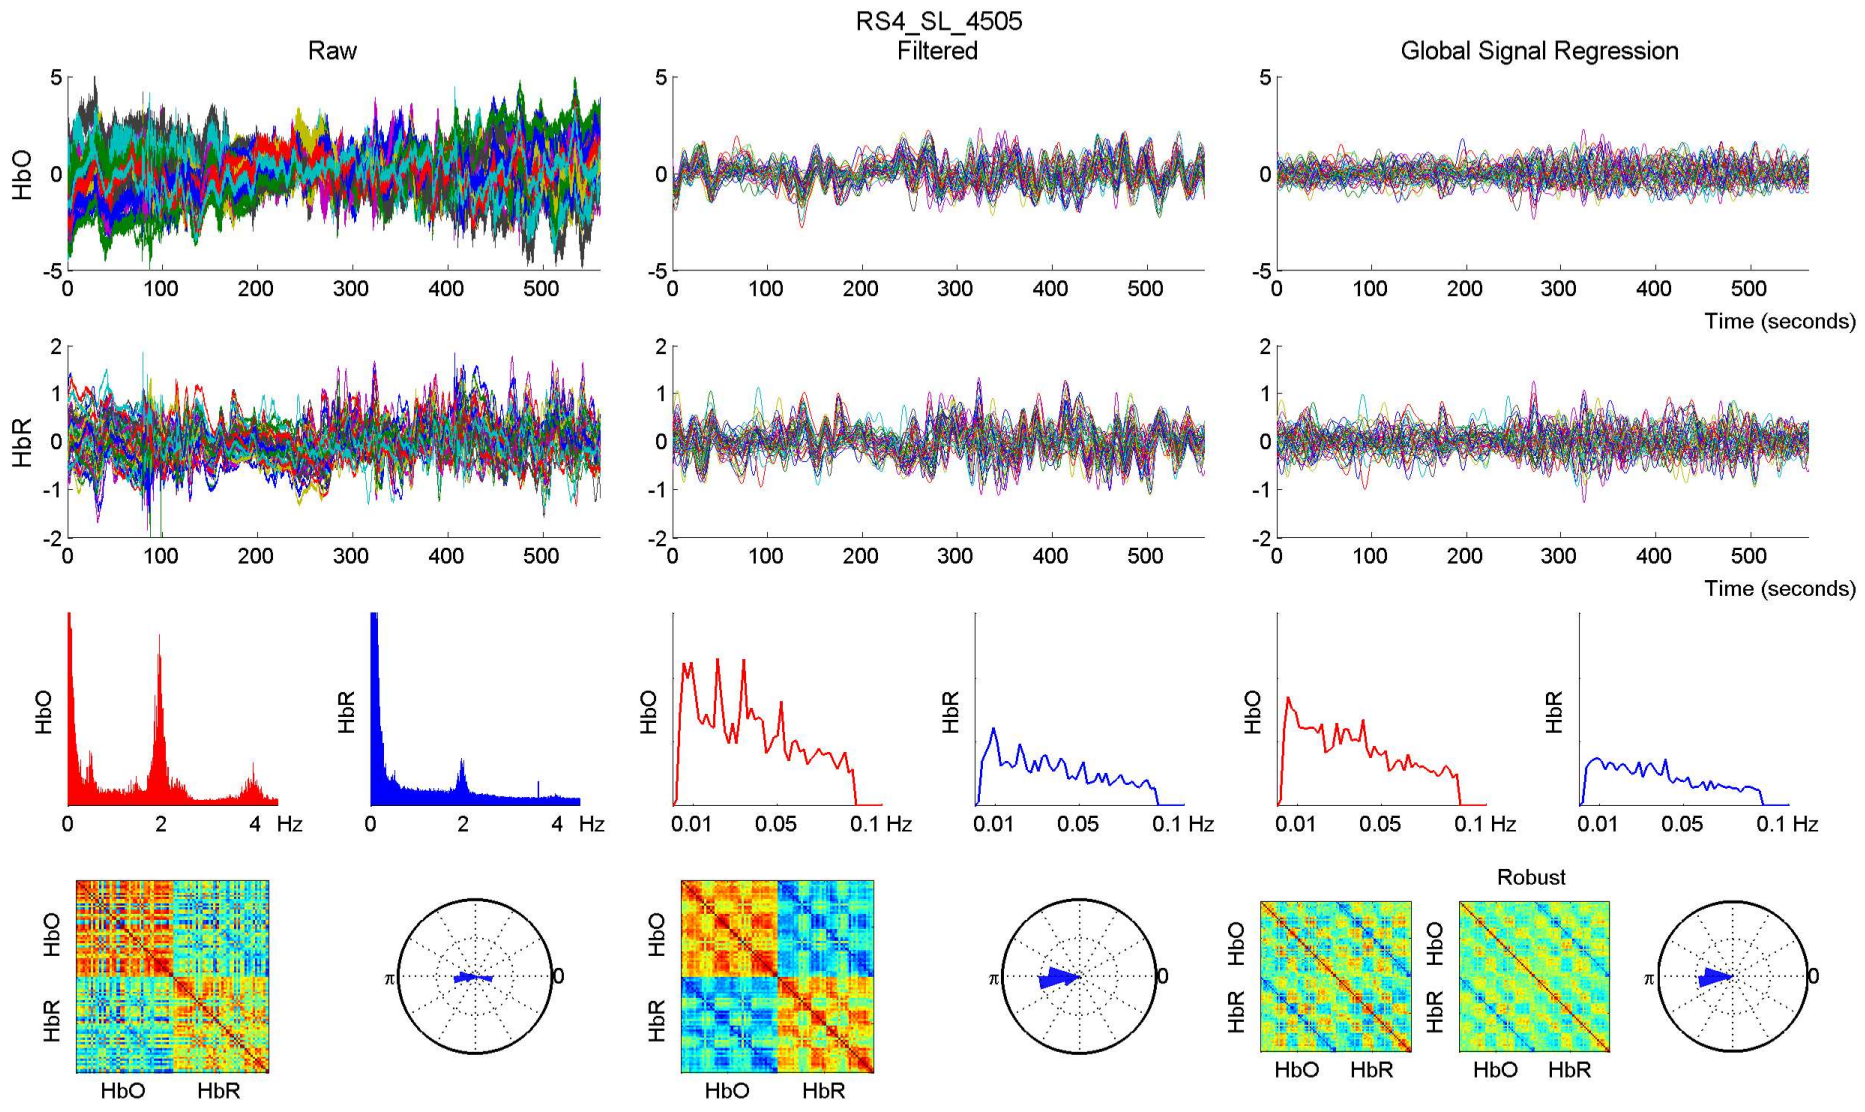 RS4_SL_4505
Raw
Filtered
Global Signal Regression
HbO
5
0
-5
0 100 200 300 400 500
5
0
-5
0 100 200 300 400 500
5
0
-5
0 100 200 300 400 500
Time (seconds)
HbR
2
1
0
-1
-2
0 100 200 300 400 500
2
1
0
-1
-2
0 100 200 300 400 500
2
1
0
-1
-2
0 100 200 300 400 500
Time (seconds)
HbO
0 2 4 Hz
HbR
0 2 4 Hz
HbO
0.01 0.05 0.1 Hz
HbR
0.01 0.05 0.1 Hz
HbO
0.01 0.05 0.1 Hz
HbR
0.01 0.05 0.1 Hz
HbO
HbR
HbO HbR
π 0
HbO
HbR
HbO HbR
π 0
HbO
HbR
HbO HbR
Robust
HbO
HbR
HbO HbR
π 0